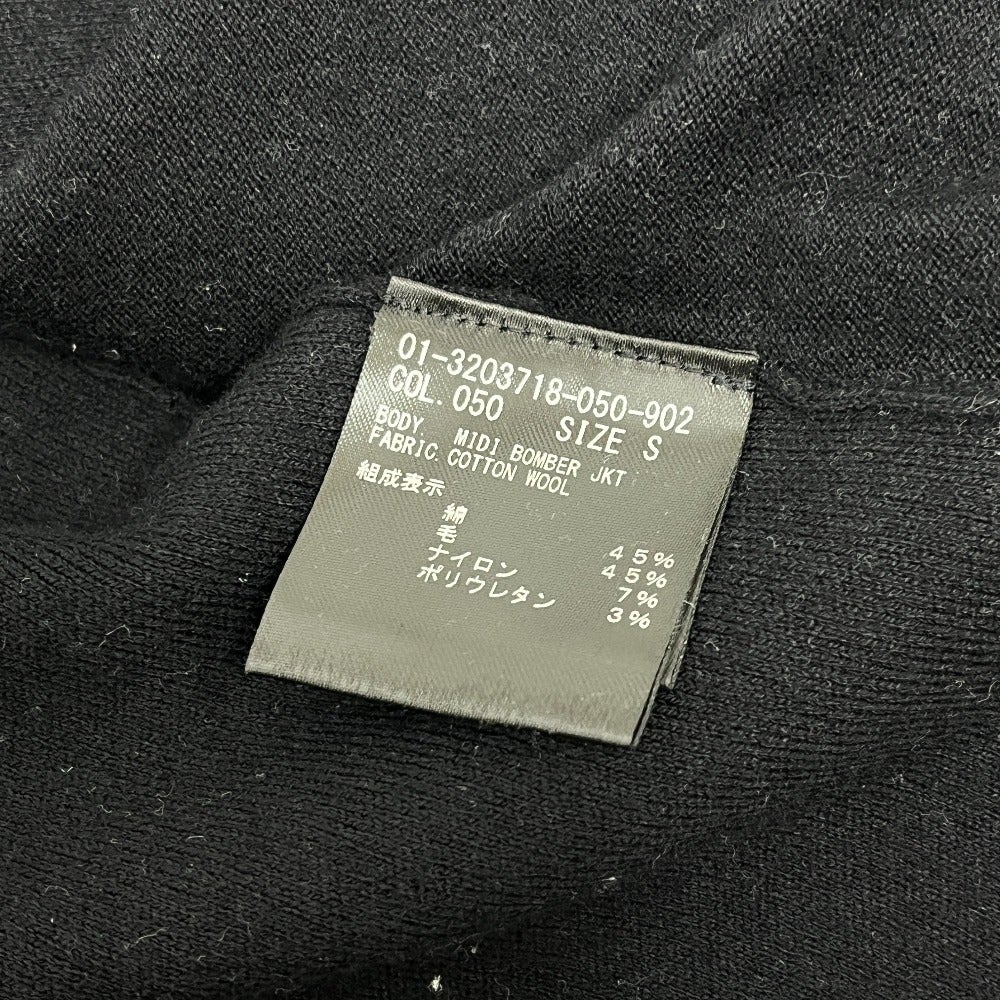 01-3203718-050-902
COL. 050 SIZE S
BODY MIDI BOMBER JKT
FABRIC COTTON WOOL
組成表示
綿 45%
毛 45%
ナイロン 7%
ポリウレタン 3%